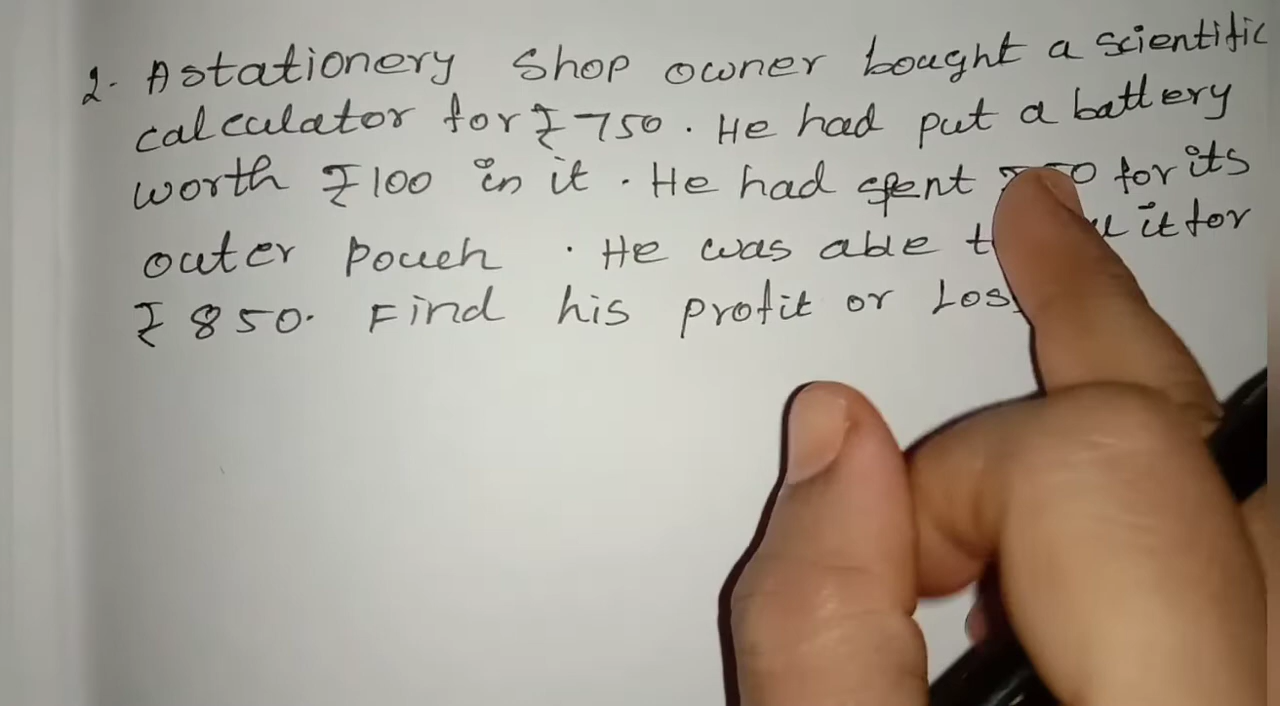 2. A stationery shop owner bought a scientific
calculator for ₹750. He had put a battery
worth ₹100 in it. He had spent for its
outer pouch. He was able it for
₹850. Find his profit or